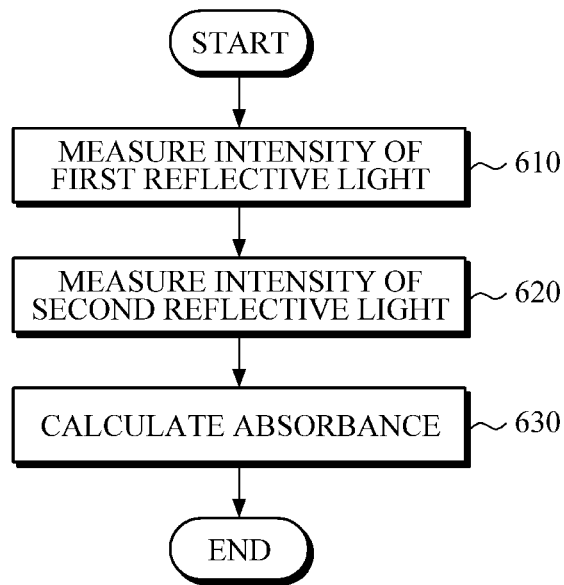 START
MEASURE INTENSITY OF
FIRST REFLECTIVE LIGHT
610
MEASURE INTENSITY OF
SECOND REFLECTIVE LIGHT
620
CALCULATE ABSORBANCE
630
END